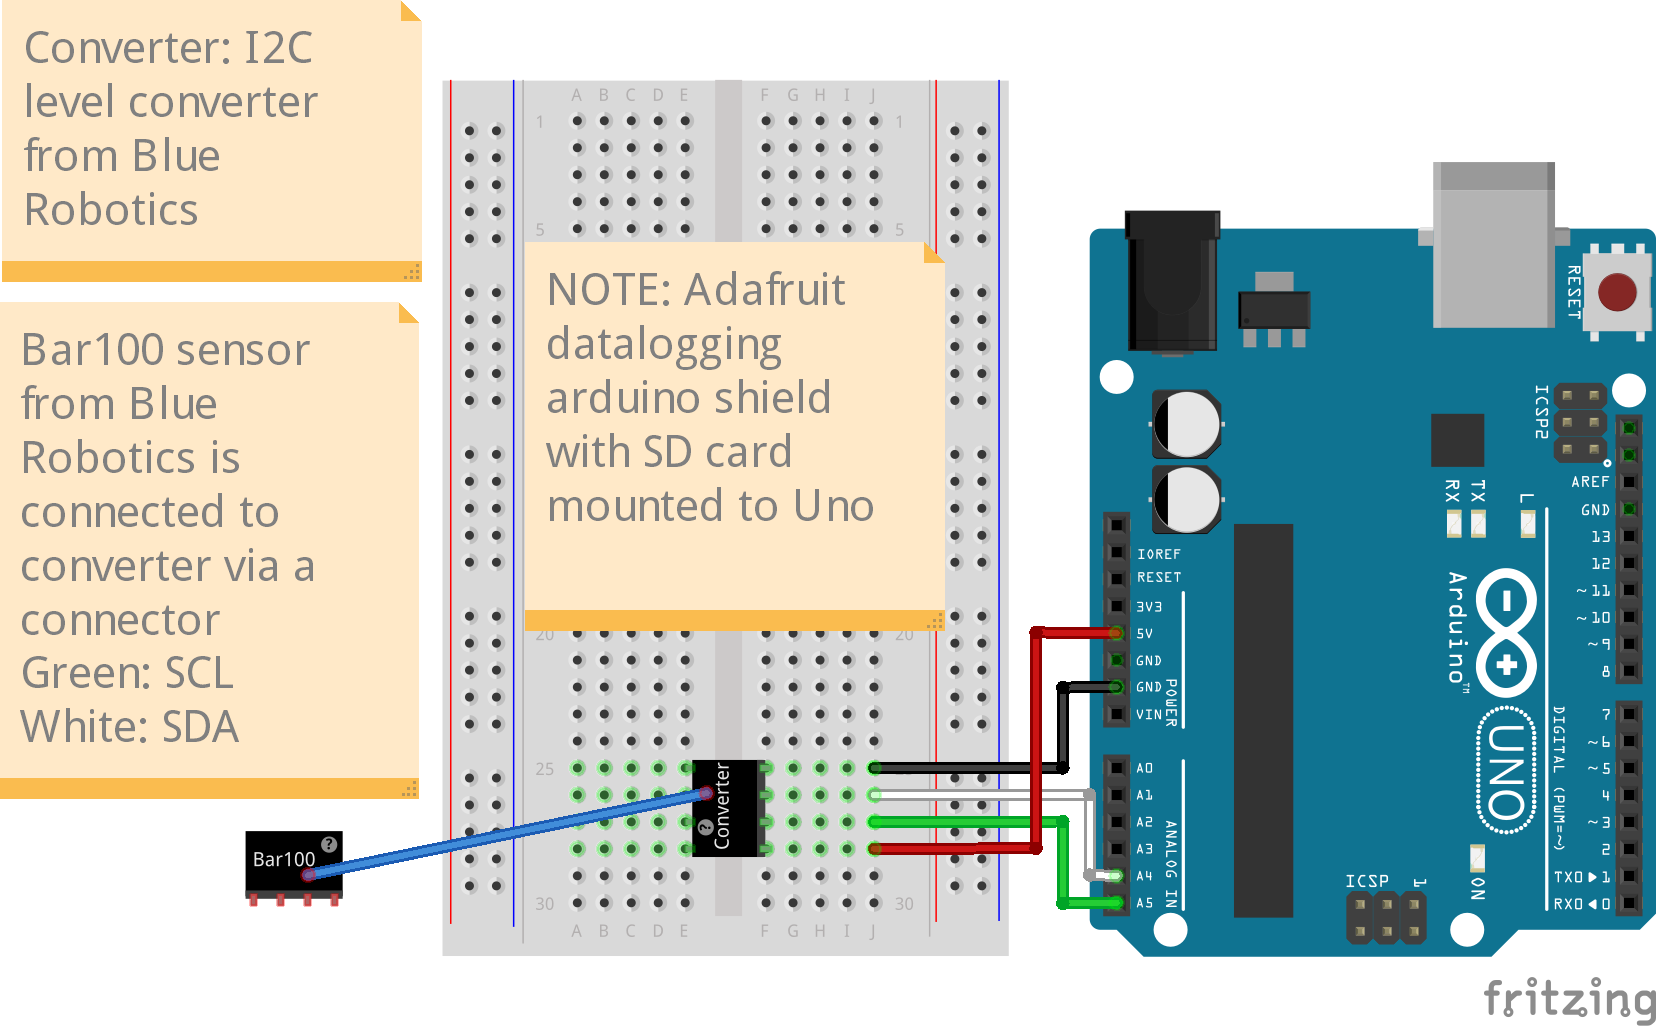 Converter: I2C
level converter
from Blue
Robotics
Bar100 sensor
from Blue
Robotics is
connected to
converter via a
connector
Green: SCL
White: SDA
Bar100
?
A B C D E
F G H I J
1
1
5
5
NOTE: Adafruit
datalogging
arduino shield
with SD card
mounted to Uno
20
20
25
Converter
?
30
30
A B C D E
F G H I J
IOREF
RESET
3V3
5V
GND
GND
VIN
POWER
A0
A1
A2
A3
A4
A5
ANALOG IN
RESET
ICSP2
RX
TX
L
Arduino™
UNO
ICSP
1
ON
AREF
GND
13
12
~11
~10
~9
8
DIGITAL (PWM=~)
7
~6
~5
4
~3
2
TX0▶1
RX0◀0
fritzing